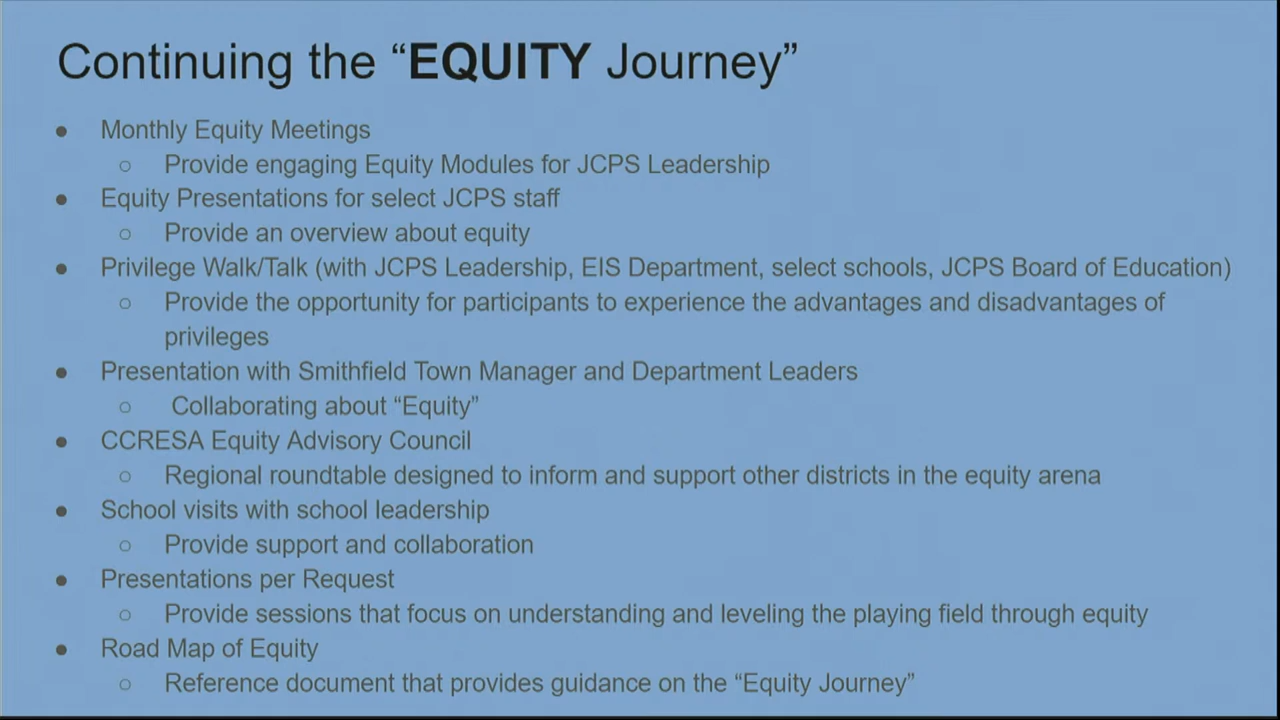 Continuing the “EQUITY Journey”
● Monthly Equity Meetings
○ Provide engaging Equity Modules for JCPS Leadership
● Equity Presentations for select JCPS staff
○ Provide an overview about equity
● Privilege Walk/Talk (with JCPS Leadership, EIS Department, select schools, JCPS Board of Education)
○ Provide the opportunity for participants to experience the advantages and disadvantages of
privileges
● Presentation with Smithfield Town Manager and Department Leaders
○ Collaborating about “Equity”
● CCRESA Equity Advisory Council
○ Regional roundtable designed to inform and support other districts in the equity arena
● School visits with school leadership
○ Provide support and collaboration
● Presentations per Request
○ Provide sessions that focus on understanding and leveling the playing field through equity
● Road Map of Equity
○ Reference document that provides guidance on the “Equity Journey”